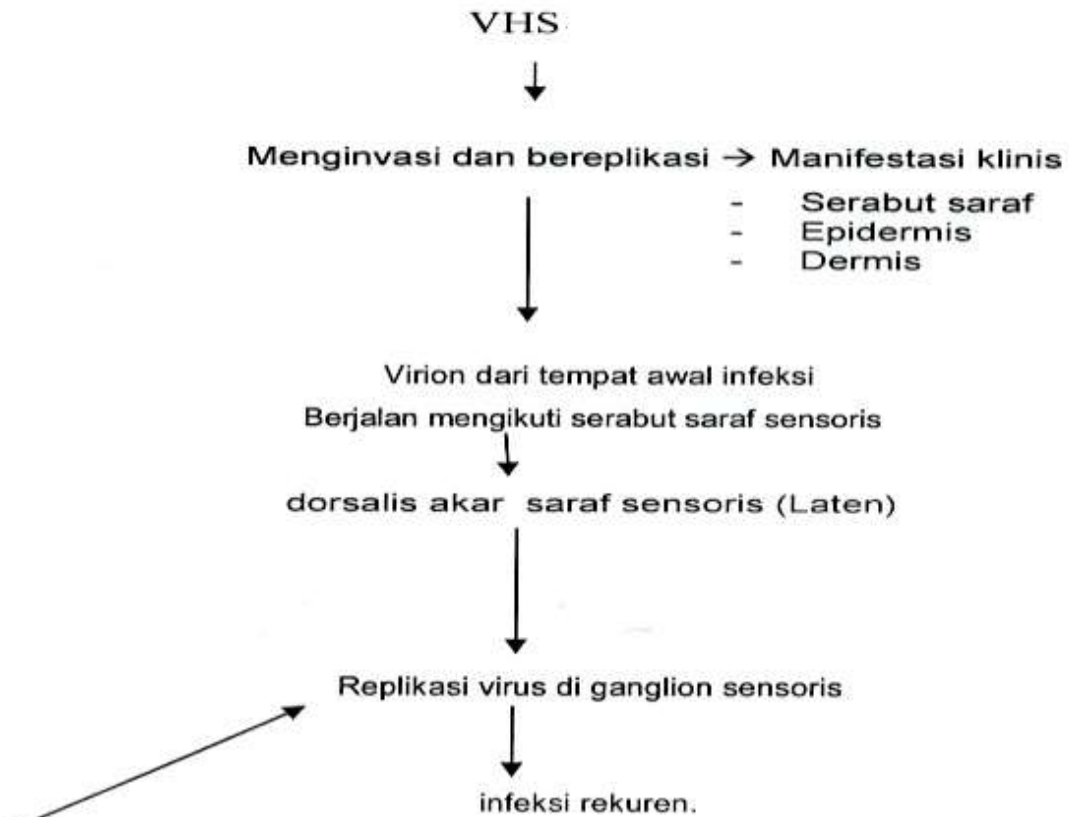 VHS
Menginvasi dan bereplikasi → Manifestasi klinis
- Serabut saraf
- Epidermis
- Dermis
Virion dari tempat awal infeksi
Berjalan mengikuti serabut saraf sensoris
dorsalis akar saraf sensoris (Laten)
Replikasi virus di ganglion sensoris
infeksi rekuren.